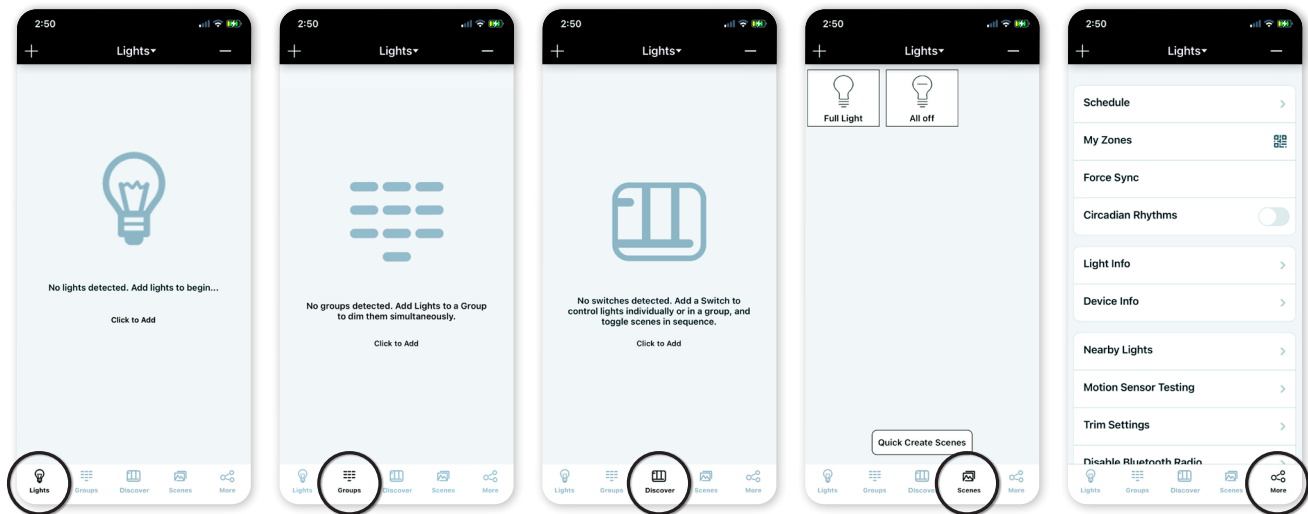 2:50
Lights▾
No lights detected. Add lights to begin...
Click to Add
Lights
Groups
Discover
Scenes
More
2:50
Lights▾
No groups detected. Add Lights to a Group
to dim them simultaneously.
Click to Add
Lights
Groups
Discover
Scenes
More
2:50
Lights▾
No switches detected. Add a Switch to
control lights individually or in a group, and
toggle scenes in sequence.
Click to Add
Lights
Groups
Discover
Scenes
More
2:50
Lights▾
Full Light
All off
Quick Create Scenes
Lights
Groups
Discover
Scenes
More
2:50
Lights▾
Schedule
My Zones
Force Sync
Circadian Rhythms
Light Info
Device Info
Nearby Lights
Motion Sensor Testing
Trim Settings
Disable Bluetooth Radio
Lights
Groups
Discover
Scenes
More